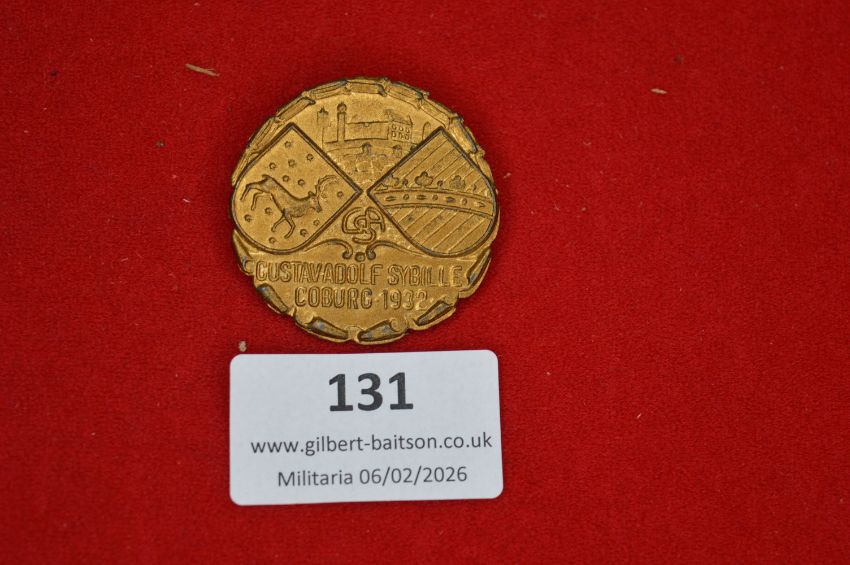 GUSTAVADOLF SYBILLE
COBURG 1932
131
www.gilbert-baitson.co.uk
Militaria 06/02/2026